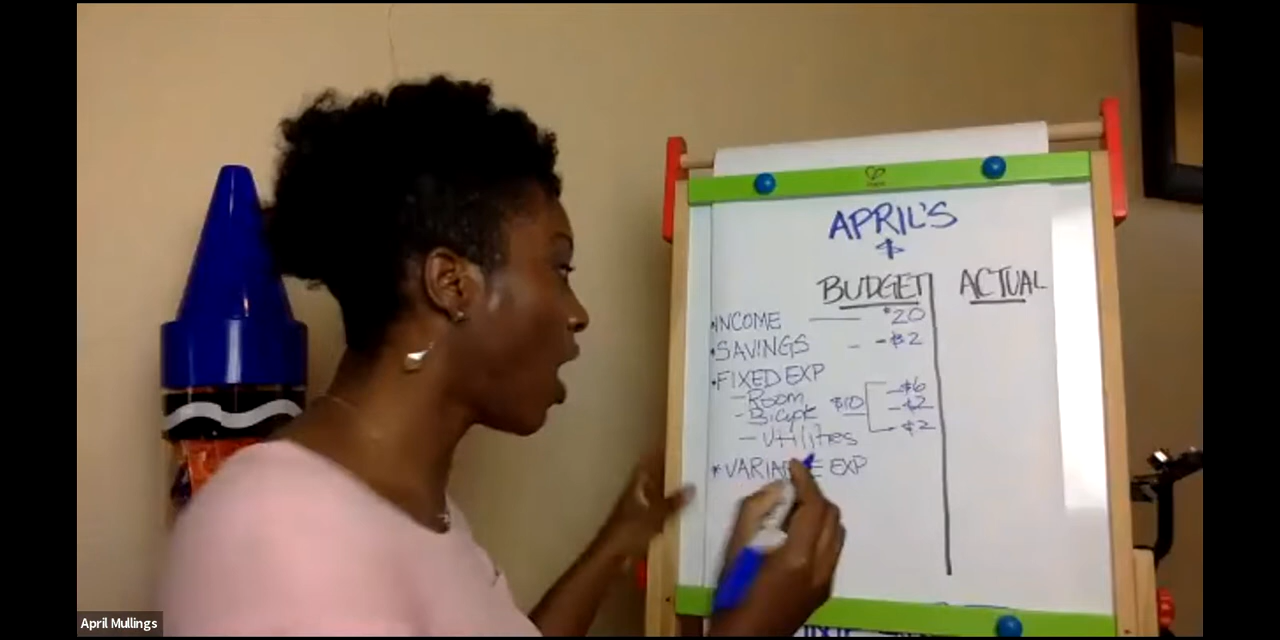 APRIL'S
$
BUDGET ACTUAL
•INCOME $20
•SAVINGS - -$2
•FIXED EXP
-Room -$6
-Bicycle $10 -$2
-Utilities -$2
*VARIABLE EXP
April Mullings